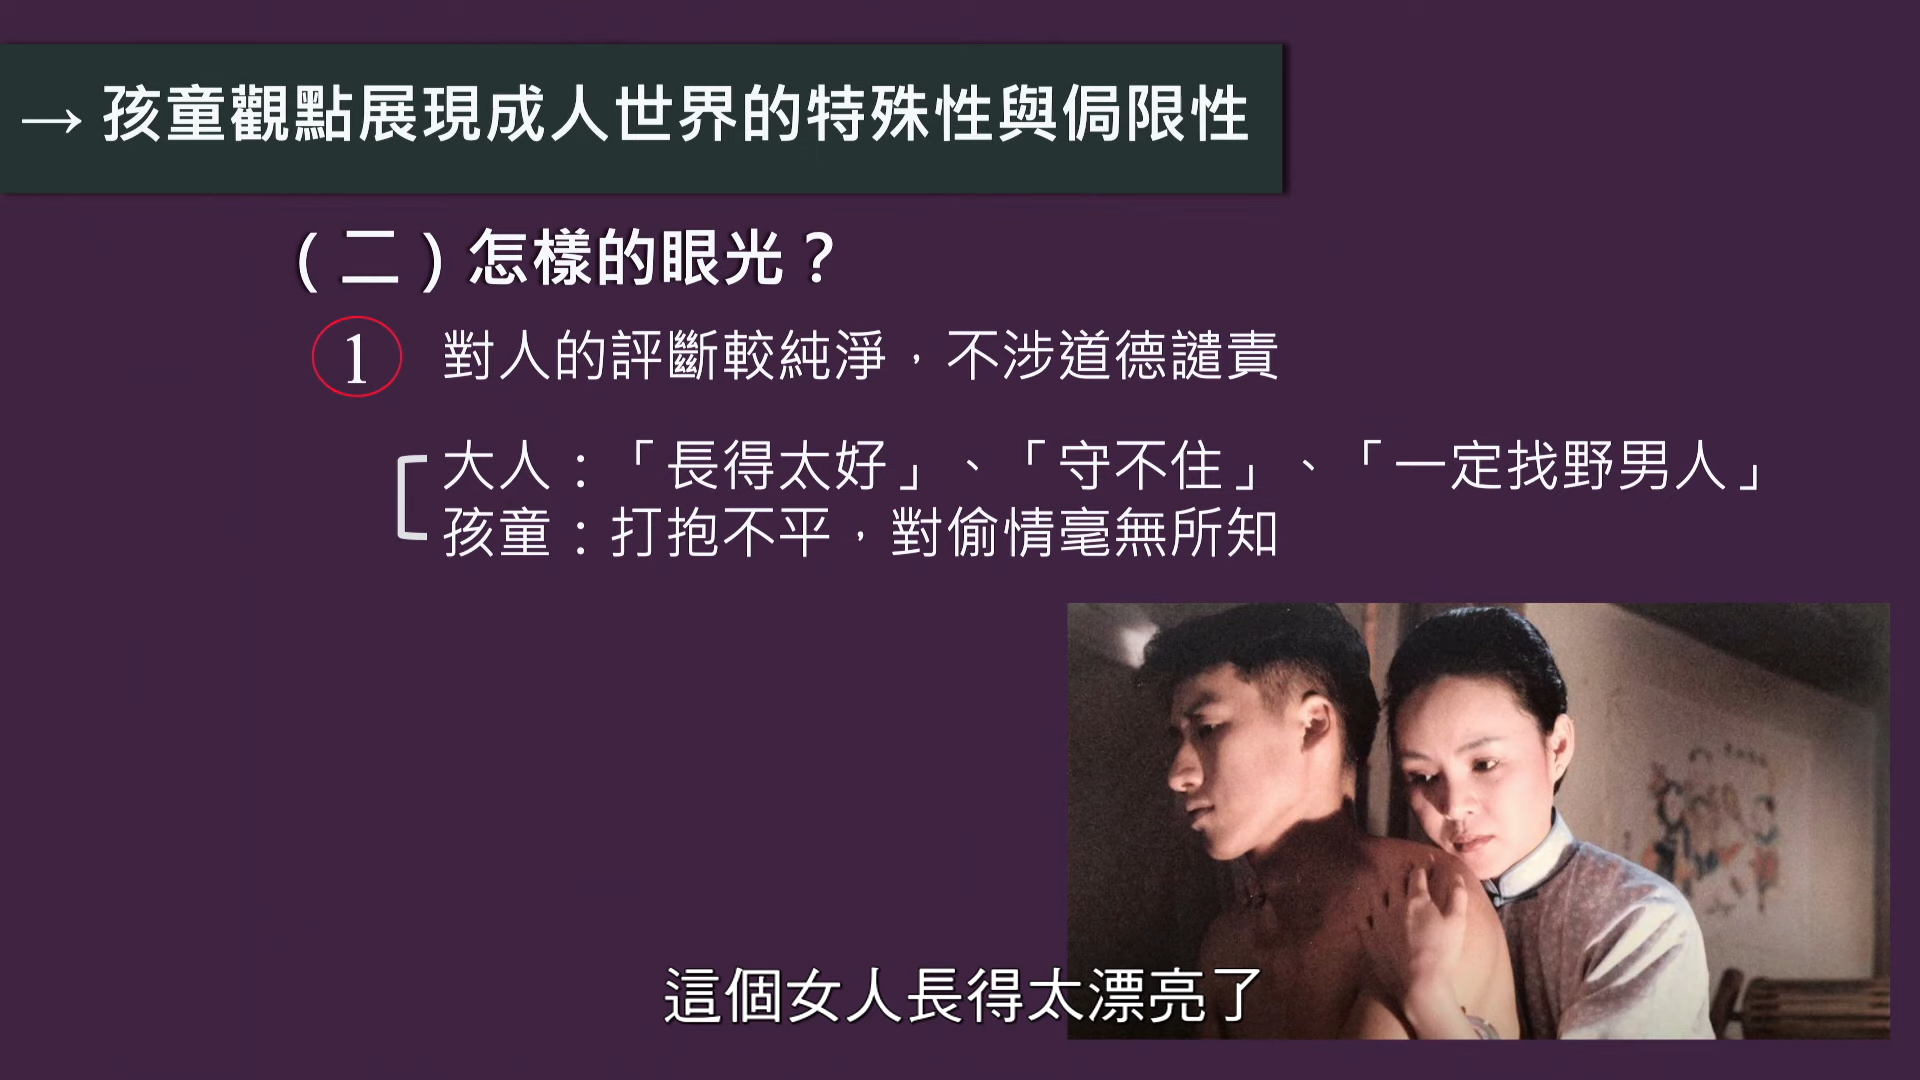 →孩童觀點展現成人世界的特殊性與侷限性
（二）怎樣的眼光？
1 對人的評斷較純淨，不涉道德譴責
大人：「長得太好」、「守不住」、「一定找野男人」
孩童：打抱不平，對偷情毫無所知
這個女人長得太漂亮了